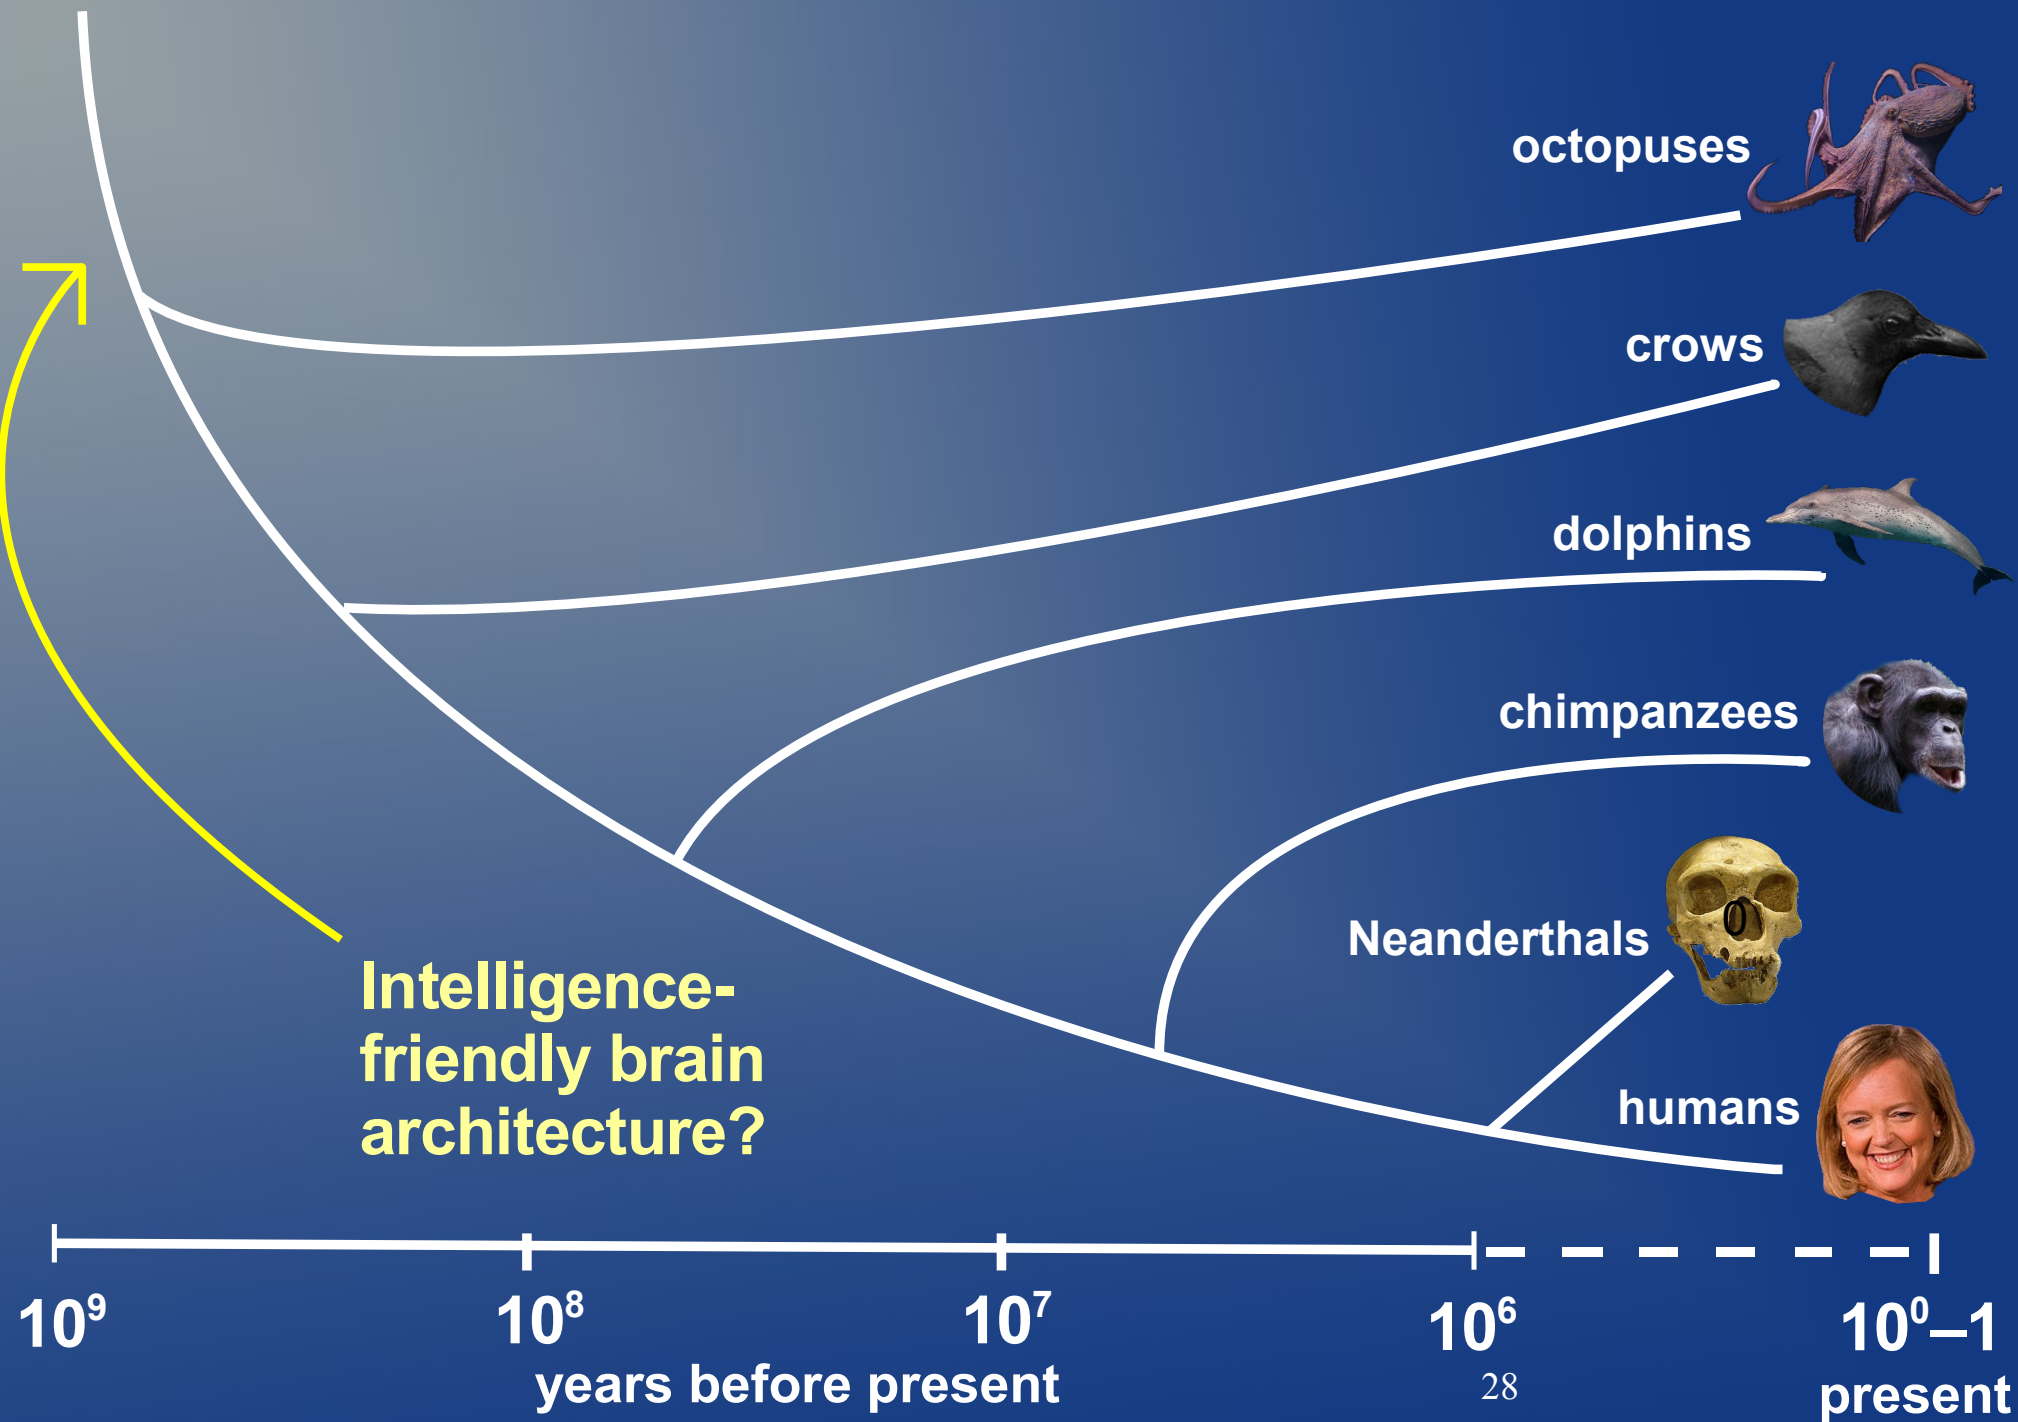 octopuses
crows
dolphins
chimpanzees
Neanderthals
0
humans
Intelligence-
friendly brain
architecture?
10⁹ 10⁸ 10⁷ 10⁶ 10⁰–1
years before present 28 present